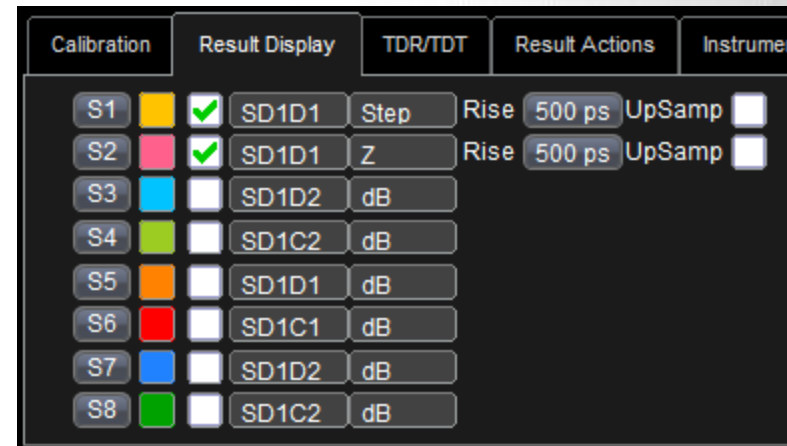 Calibration Result Display TDR/TDT Result Actions Instrume
S1 SD1D1 Step Rise 500 ps UpSamp
S2 SD1D1 Z Rise 500 ps UpSamp
S3 SD1D2 dB
S4 SD1C2 dB
S5 SD1D1 dB
S6 SD1C1 dB
S7 SD1D2 dB
S8 SD1C2 dB